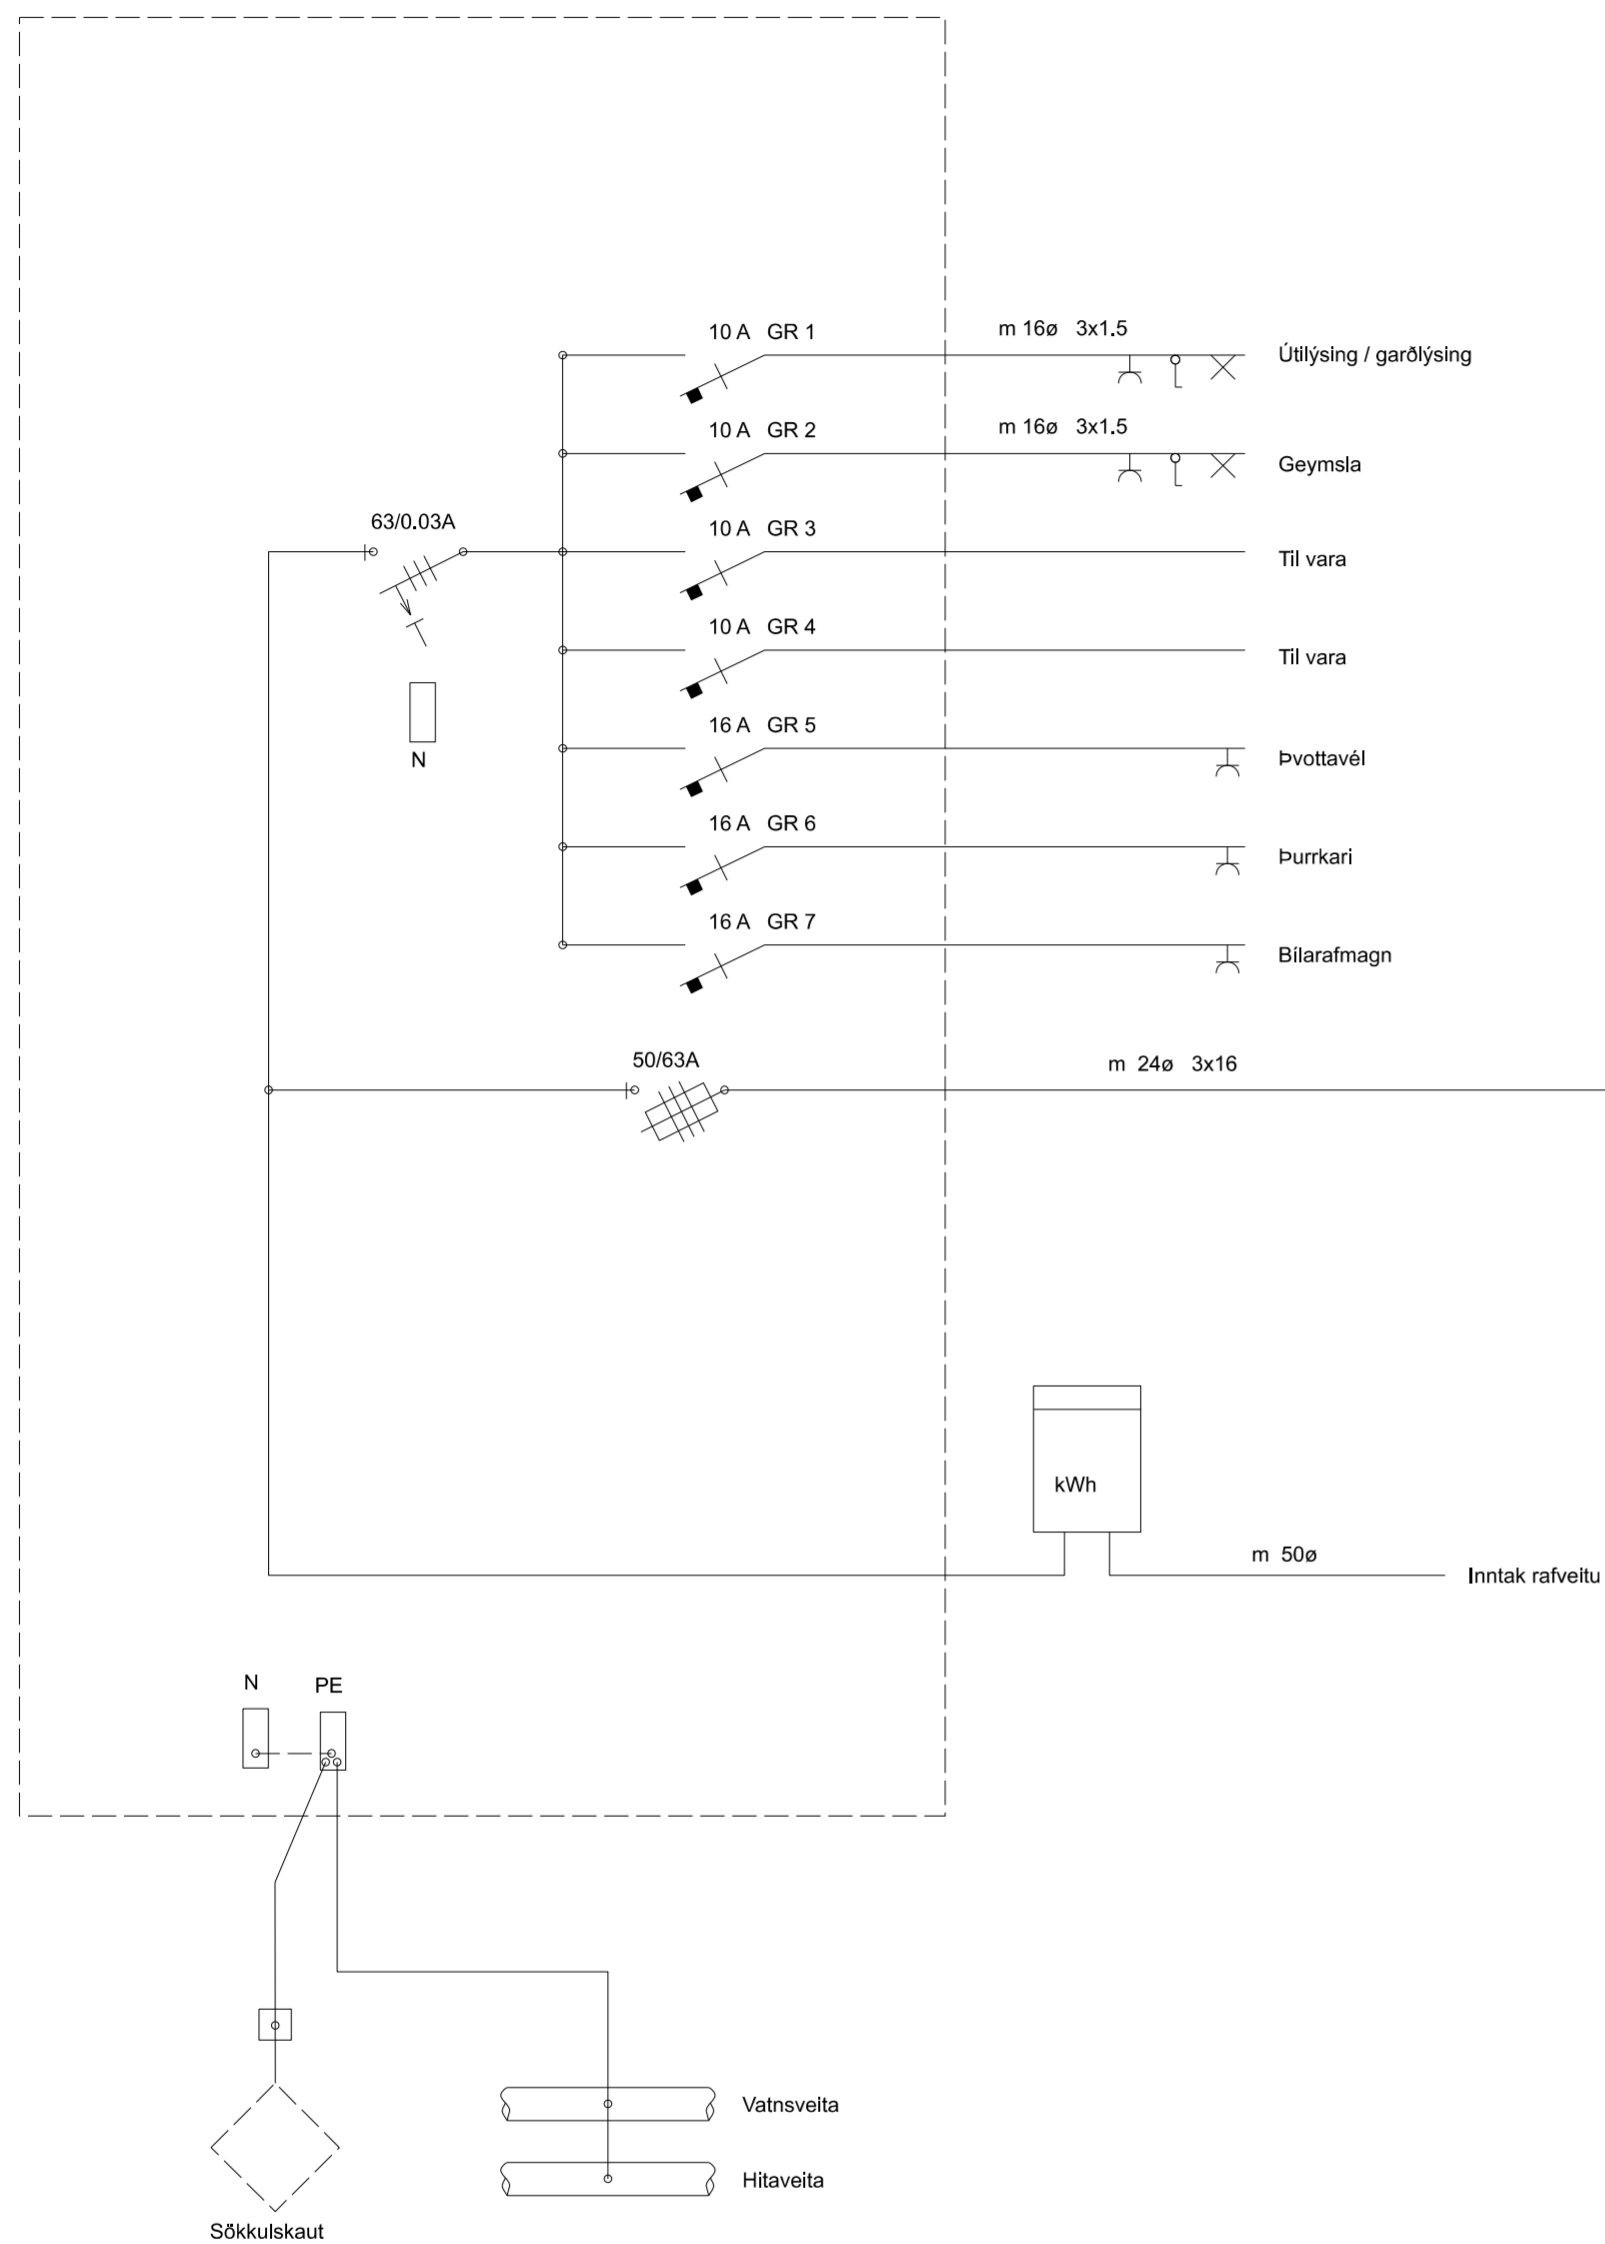 10 A GR 1
m 16ø 3x1.5
Útilýsing / garðlýsing
10 A GR 2
m 16ø 3x1.5
Geymsla
63/0.03A
10 A GR 3
Til vara
10 A GR 4
Til vara
N
16 A GR 5
Þvottavél
16 A GR 6
Þurrkari
16 A GR 7
Bílarafmagn
50/63A
m 24ø 3x16
kWh
m 50ø
Inntak rafveitu
N
PE
Vatnsveita
Hitaveita
Sökkulskaut